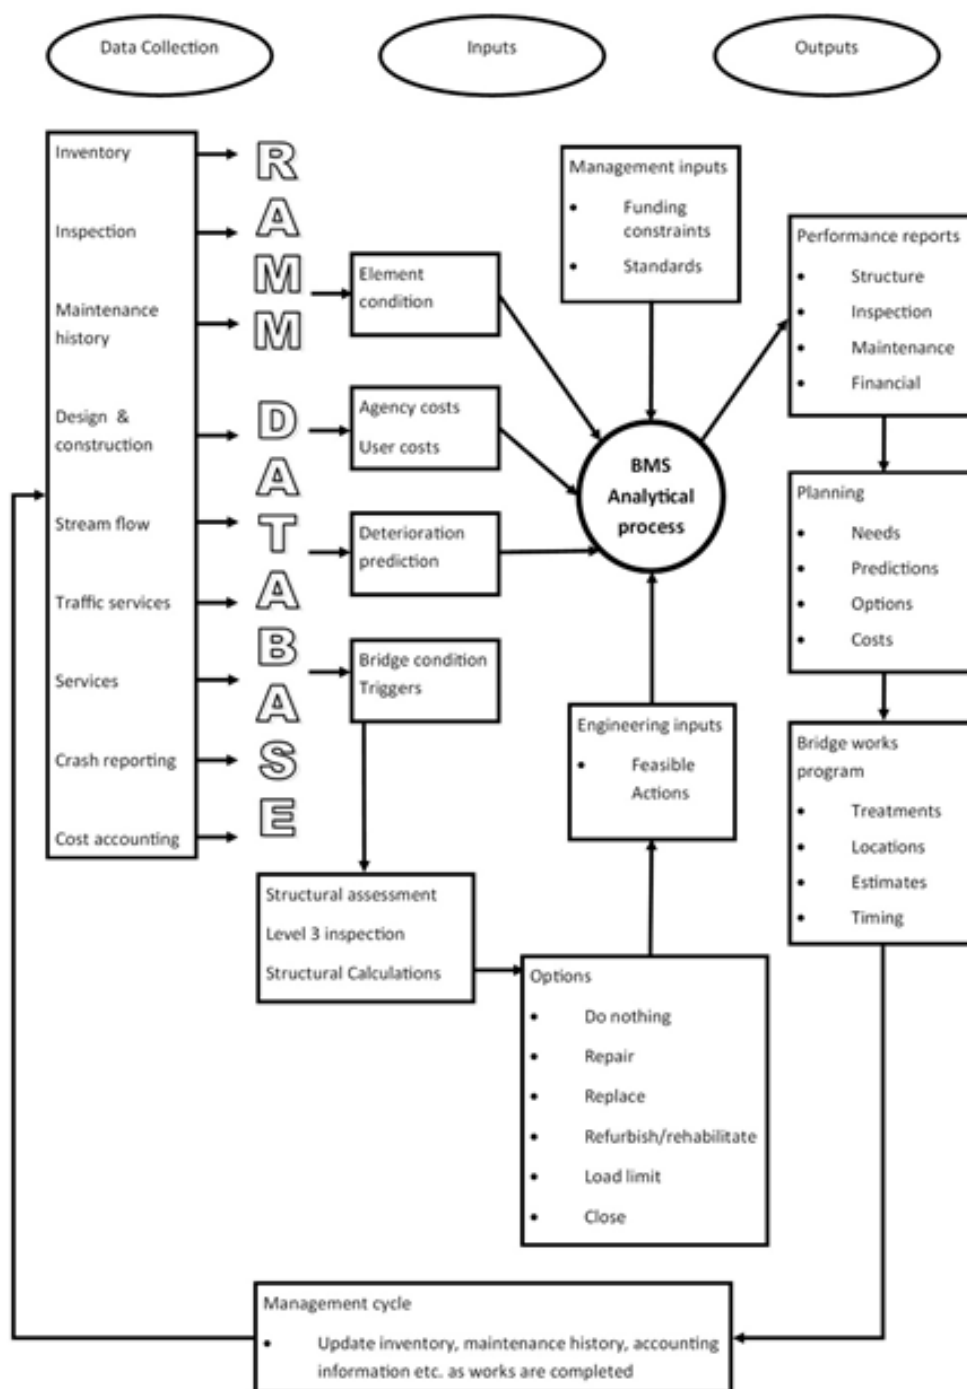 Data Collection
Inputs
Outputs
Inventory
Inspection
Maintenance
history
Design & 
construction
Stream flow
Traffic services
Services
Crash reporting
Cost accounting
RAMM
DATABASE
Element
condition
Agency costs
User costs
Deterioration
prediction
Bridge condition
Triggers
Structural assessment
Level 3 inspection
Structural Calculations
Management inputs
• Funding
constraints
• Standards
BMS
Analytical
process
Engineering inputs
• Feasible
Actions
Options
• Do nothing
• Repair
• Replace
• Refurbish/rehabilitate
• Load limit
• Close
Performance reports
• Structure
• Inspection
• Maintenance
• Financial
Planning
• Needs
• Predictions
• Options
• Costs
Bridge works
program
• Treatments
• Locations
• Estimates
• Timing
Management cycle
• Update inventory, maintenance history, accounting
information etc. as works are completed